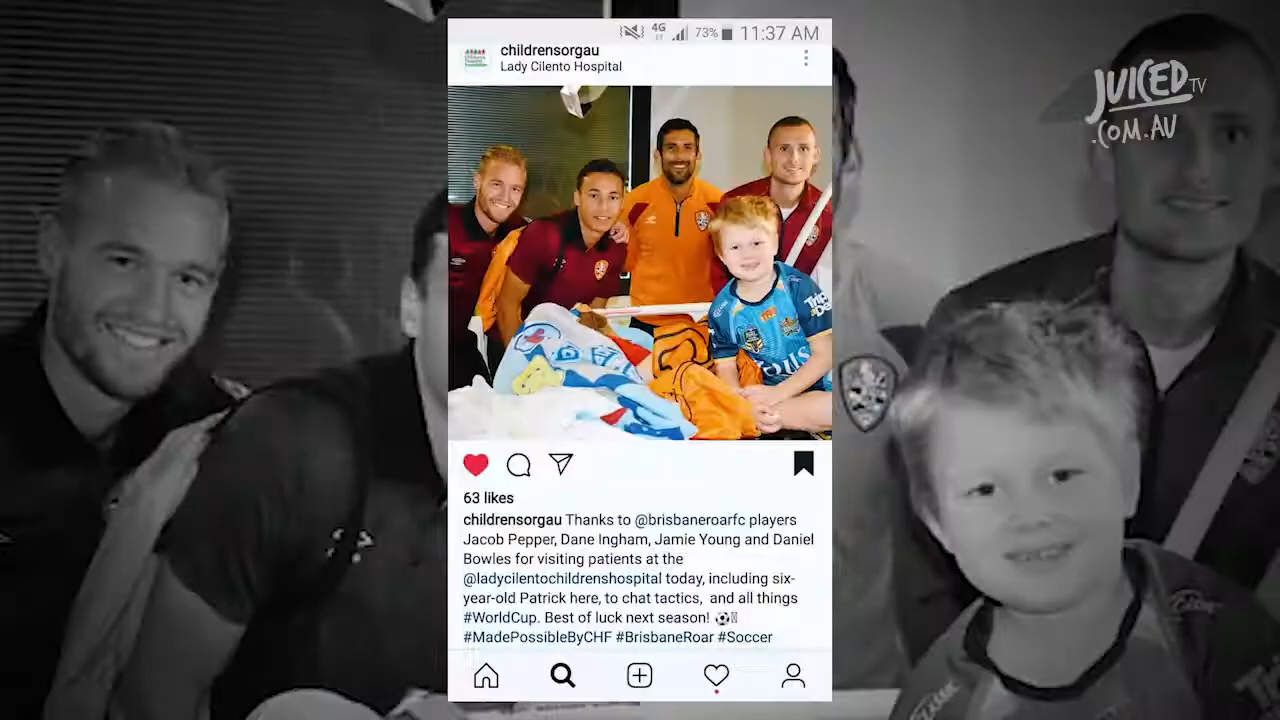 4G
73%
11:37 AM
childrensorgau
Lady Cilento Hospital
JUICED TV
.COM.AU
63 likes
childrensorgau Thanks to @brisbaneroarfc players
Jacob Pepper, Dane Ingham, Jamie Young and Daniel
Bowles for visiting patients at the
@ladycilentochildrenshospital today, including six-
year-old Patrick here, to chat tactics, and all things
#WorldCup. Best of luck next season! ⚽
#MadePossibleByCHF #BrisbaneRoar #Soccer